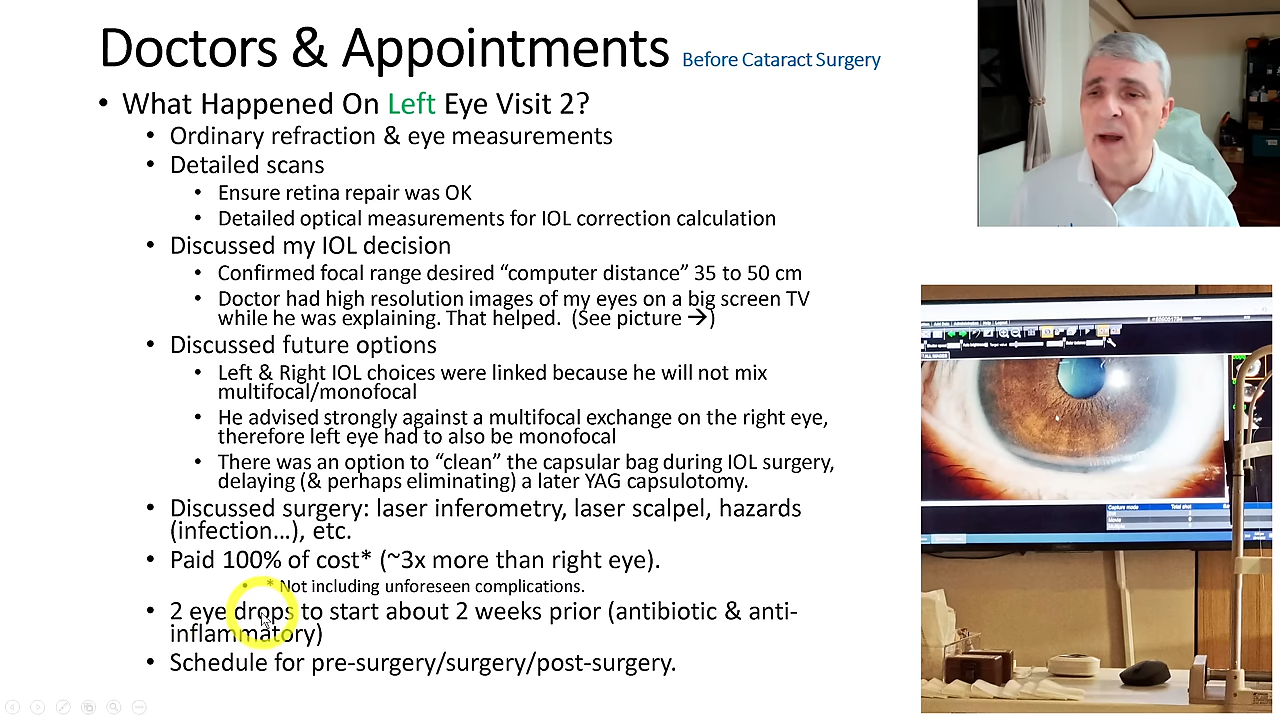 Doctors & Appointments Before Cataract Surgery
• What Happened On Left Eye Visit 2?
• Ordinary refraction & eye measurements
• Detailed scans
• Ensure retina repair was OK
• Detailed optical measurements for IOL correction calculation
• Discussed my IOL decision
• Confirmed focal range desired “computer distance” 35 to 50 cm
• Doctor had high resolution images of my eyes on a big screen TV
while he was explaining. That helped. (See picture →)
• Discussed future options
• Left & Right IOL choices were linked because he will not mix
multifocal/monofocal
• He advised strongly against a multifocal exchange on the right eye,
therefore left eye had to also be monofocal
• There was an option to “clean” the capsular bag during IOL surgery,
delaying (& perhaps eliminating) a later YAG capsulotomy.
• Discussed surgery: laser inferometry, laser scalpel, hazards
(infection...), etc.
• Paid 100% of cost* (~3x more than right eye).
• * Not including unforeseen complications.
• 2 eye drops to start about 2 weeks prior (antibiotic & anti-
inflammatory)
• Schedule for pre-surgery/surgery/post-surgery.
Capture mode Total shot